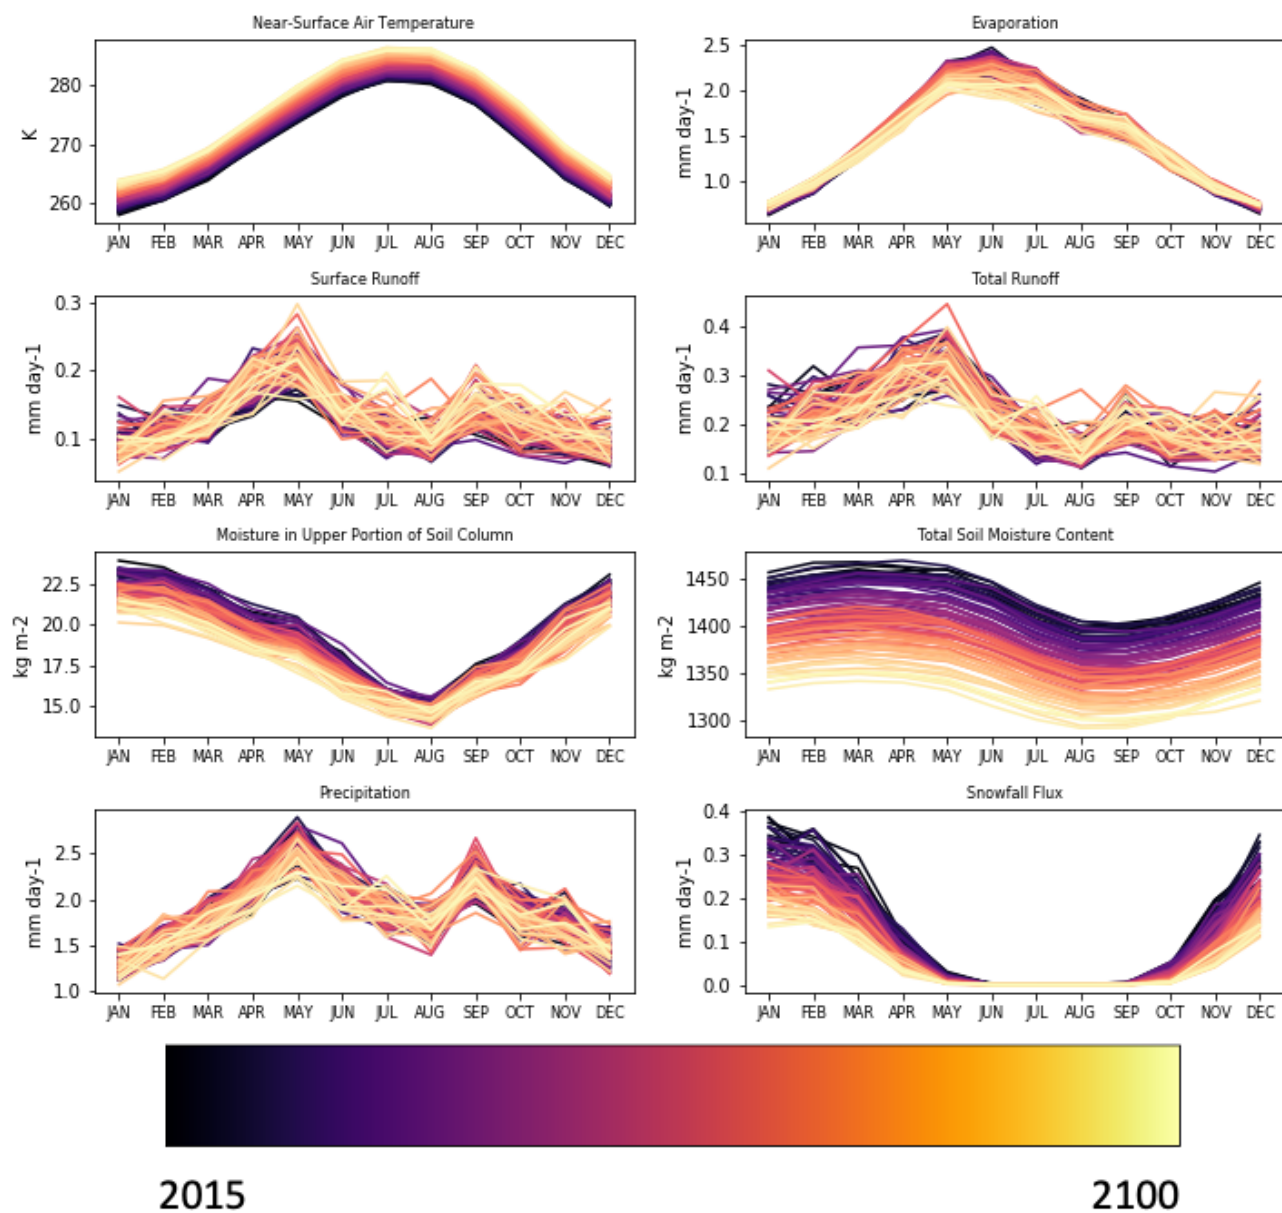 Near-Surface Air Temperature
K
280
270
260
JAN FEB MAR APR MAY JUN JUL AUG SEP OCT NOV DEC
Evaporation
mm day-1
2.5
2.0
1.5
1.0
JAN FEB MAR APR MAY JUN JUL AUG SEP OCT NOV DEC
Surface Runoff
mm day-1
0.3
0.2
0.1
JAN FEB MAR APR MAY JUN JUL AUG SEP OCT NOV DEC
Total Runoff
mm day-1
0.4
0.3
0.2
0.1
JAN FEB MAR APR MAY JUN JUL AUG SEP OCT NOV DEC
Moisture in Upper Portion of Soil Column
kg m-2
22.5
20.0
17.5
15.0
JAN FEB MAR APR MAY JUN JUL AUG SEP OCT NOV DEC
Total Soil Moisture Content
kg m-2
1450
1400
1350
1300
JAN FEB MAR APR MAY JUN JUL AUG SEP OCT NOV DEC
Precipitation
mm day-1
2.5
2.0
1.5
1.0
JAN FEB MAR APR MAY JUN JUL AUG SEP OCT NOV DEC
Snowfall Flux
mm day-1
0.4
0.3
0.2
0.1
0.0
JAN FEB MAR APR MAY JUN JUL AUG SEP OCT NOV DEC
2015 2100